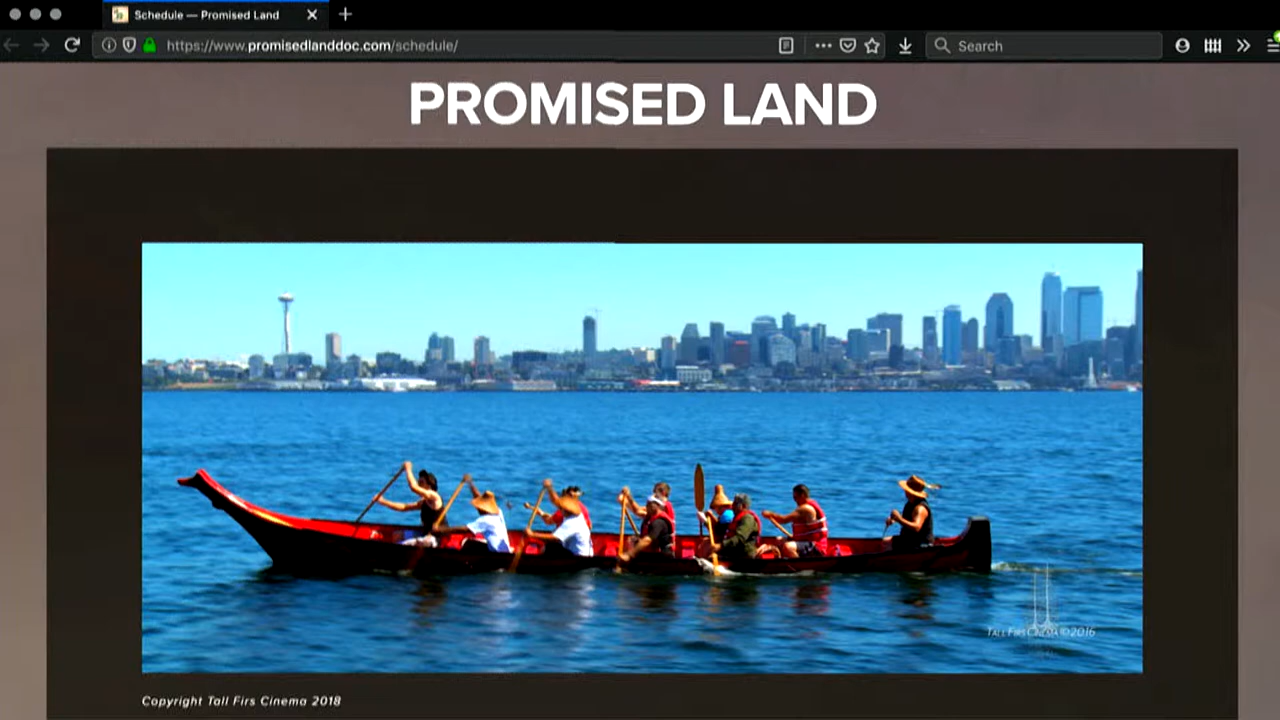 Schedule — Promised Land
https://www.promisedlanddoc.com/schedule/
Search
PROMISED LAND
TALL FIRS CINEMA ©2016
Copyright Tall Firs Cinema 2018